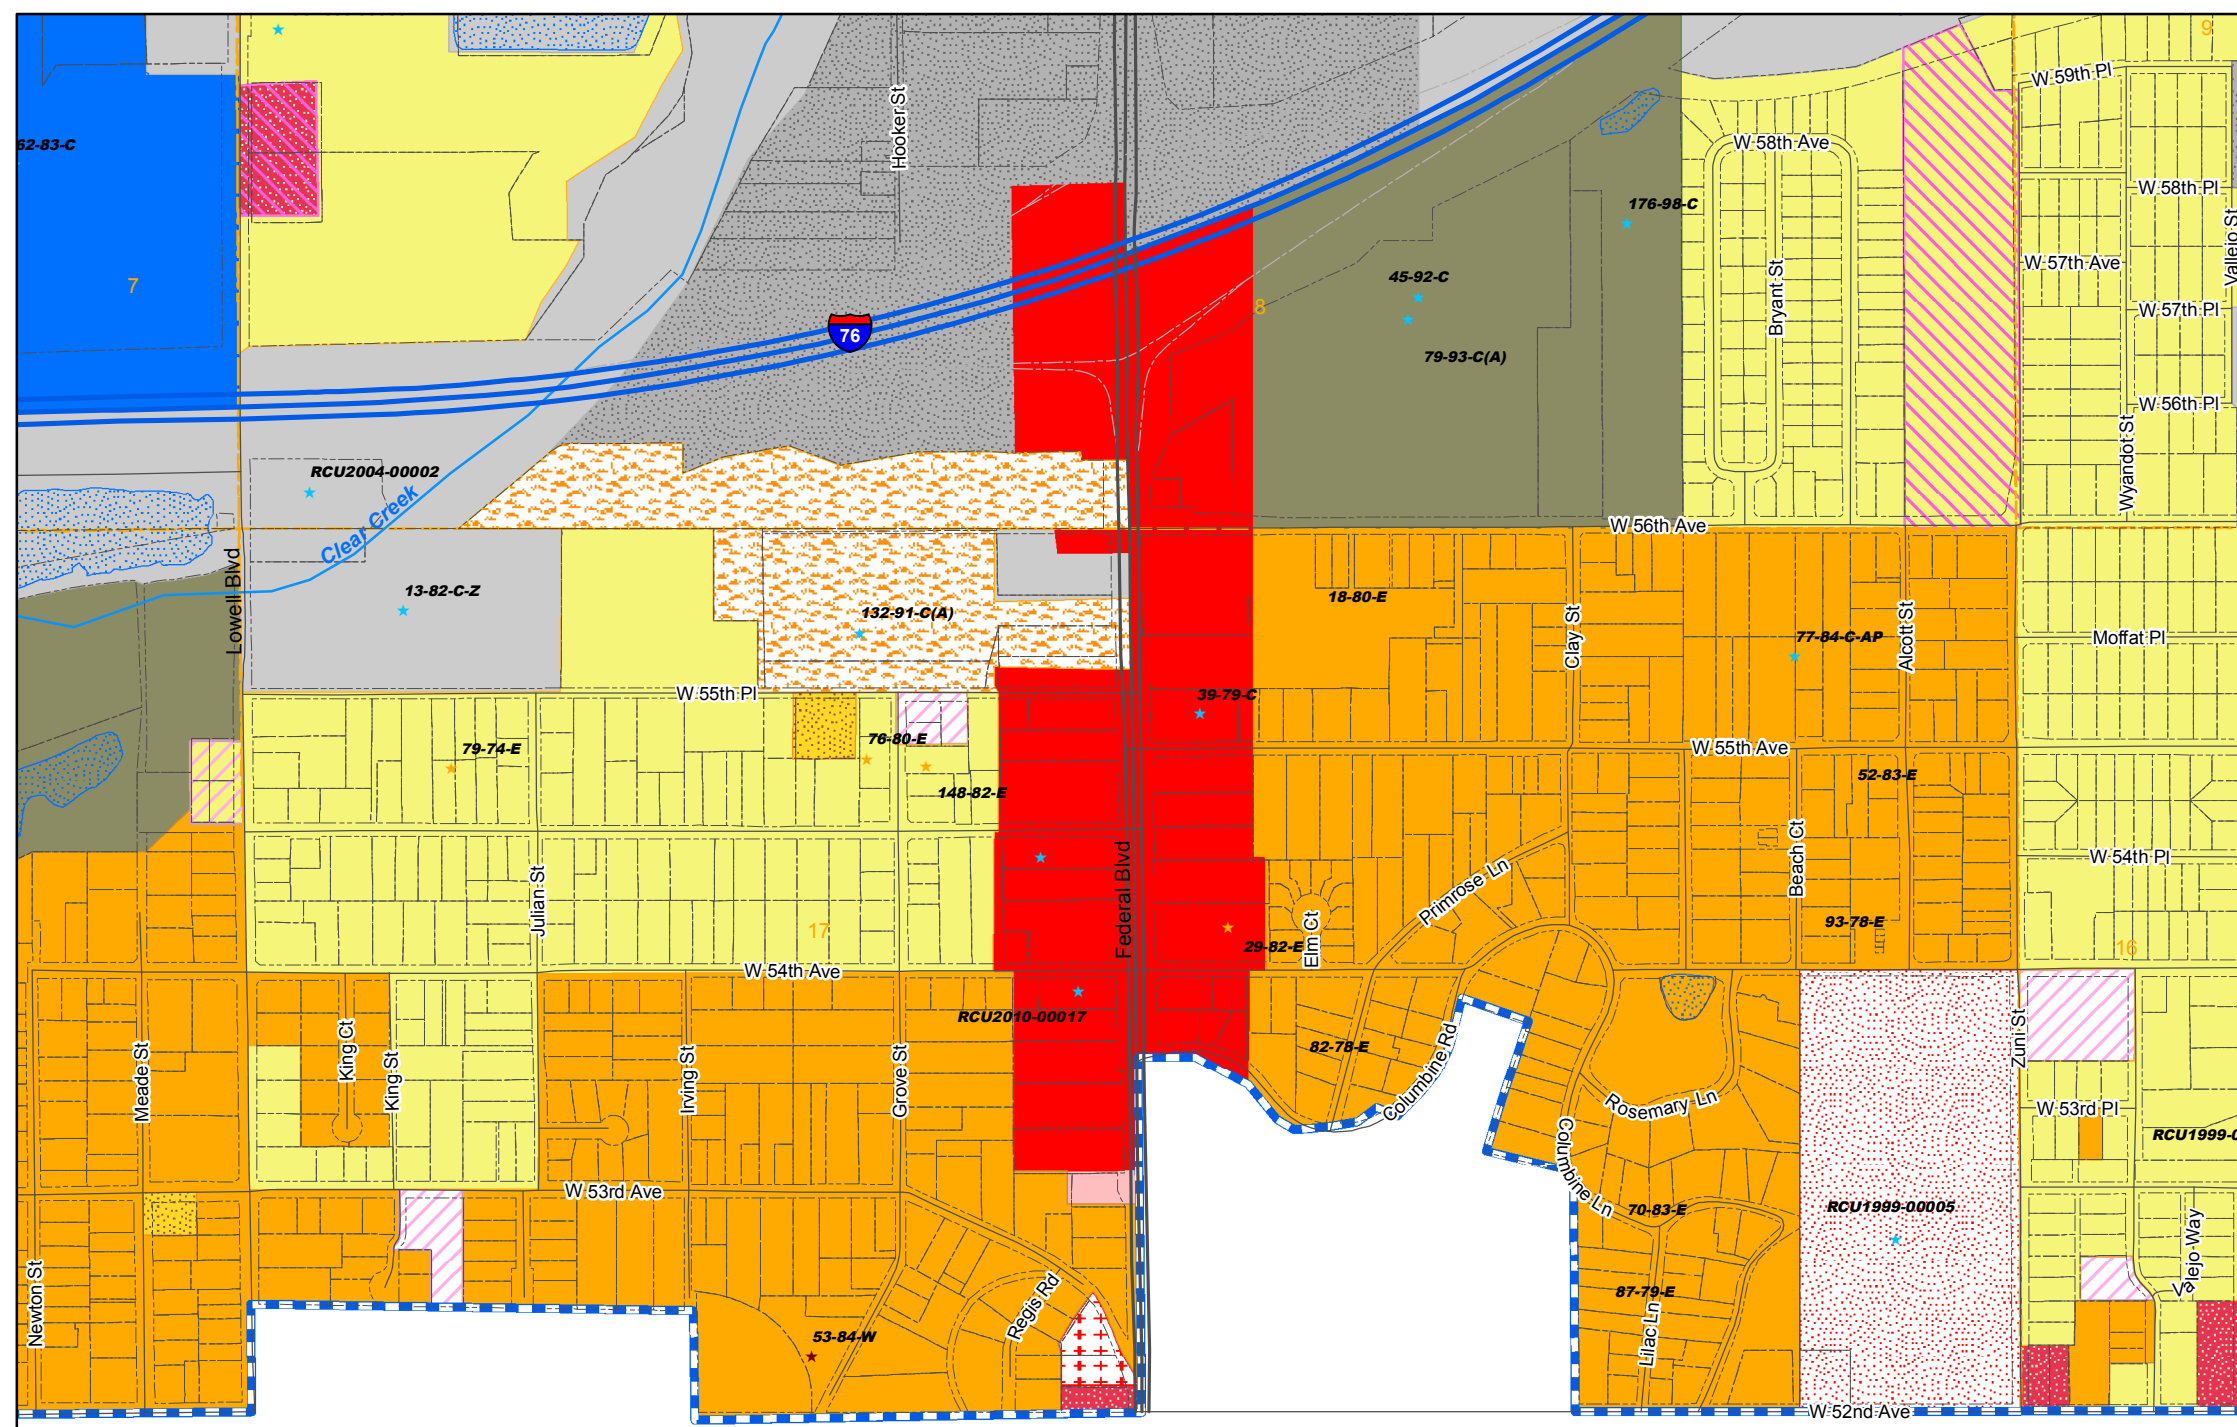 9
W 59th Pl
Hooker St
62-83-C
W 58th Ave
W 58th Pl
176-98-C
Vallejo St
W 57th Ave
45-92-C
7
8
Bryant St
W 57th Pl
76
79-93-C(A)
W 56th Pl
RCU2004-00002
Wyandot St
Clear Creek
W 56th Ave
Lowell Blvd
13-82-C-Z
132-91-C(A)
18-80-E
Clay St
77-84-C-AP
Alcott St
Moffat Pl
W 55th Pl
39-79-C
79-74-E
76-80-E
W 55th Ave
52-83-E
148-82-E
Julian St
Federal Blvd
Primrose Ln
Beach Ct
W 54th Pl
17
29-82-E
Elm Ct
93-78-E
16
W 54th Ave
RCU2010-00017
82-78-E
Columbine Rd
Zuni St
Meade St
King Ct
King St
Irving St
Grove St
Rosemary Ln
W 53rd Pl
RCU1999-0
Columbine Ln
W 53rd Ave
70-83-E
RCU1999-00005
Vallejo Way
Newton St
Regis Rd
87-79-E
Lilac Ln
53-84-W
W 52nd Ave